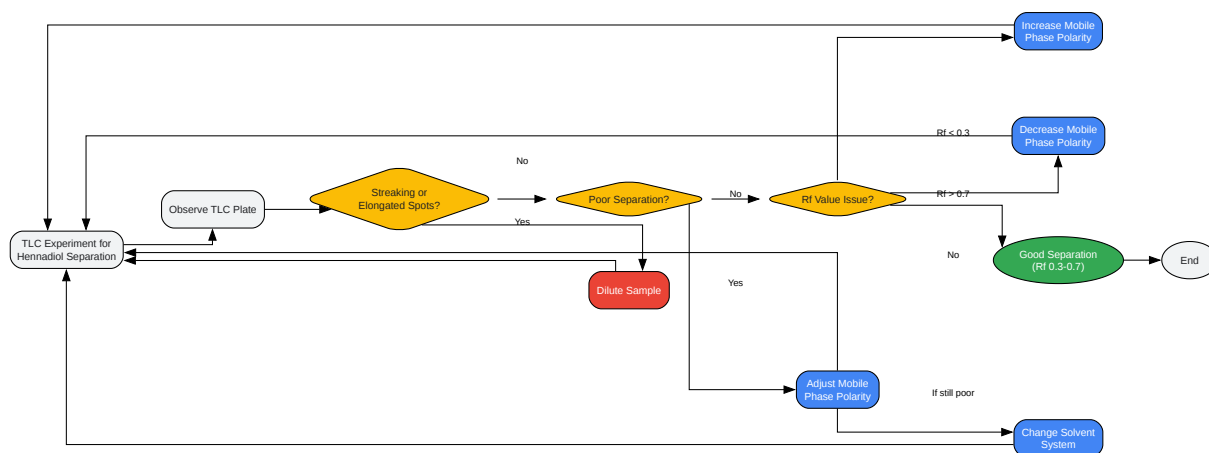 Increase Mobile
Phase Polarity
Rf < 0.3
Decrease Mobile
Phase Polarity
No
Streaking or
Elongated Spots?
Poor Separation?
No
Rf Value Issue?
Rf > 0.7
Observe TLC Plate
Yes
TLC Experiment for
Hennadiol Separation
No
Good Separation
(Rf 0.3-0.7)
End
Yes
Dilute Sample
Adjust Mobile
Phase Polarity
If still poor
Change Solvent
System